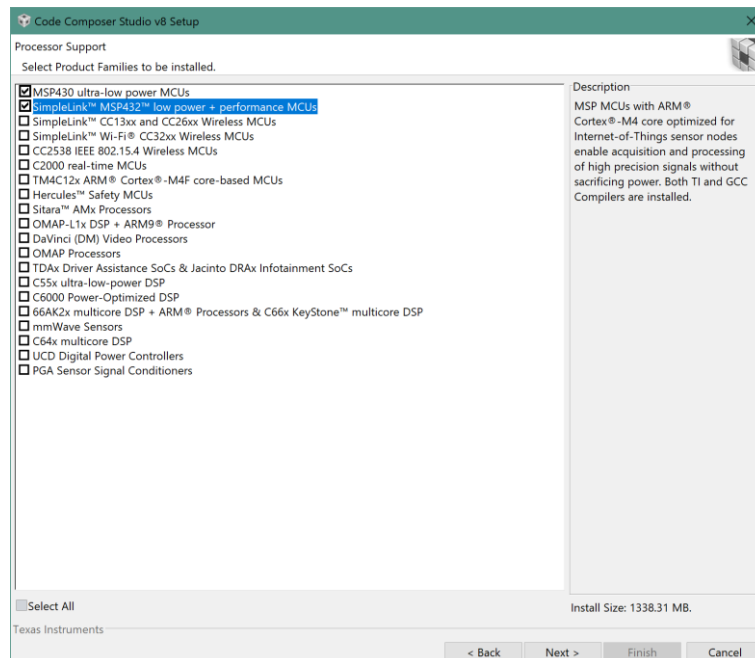 Code Composer Studio v8 Setup
Processor Support
Select Product Families to be installed.
MSP430 ultra-low power MCUs
SimpleLink™ MSP432™ low power + performance MCUs
SimpleLink™ CC13xx and CC26xx Wireless MCUs
SimpleLink™ Wi-Fi® CC32xx Wireless MCUs
CC2538 IEEE 802.15.4 Wireless MCUs
C2000 real-time MCUs
TM4C12x ARM® Cortex®-M4F core-based MCUs
Hercules™ Safety MCUs
Sitara™ AMx Processors
OMAP-L1x DSP + ARM9® Processor
DaVinci (DM) Video Processors
OMAP Processors
TDAx Driver Assistance SoCs & Jacinto DRAx Infotainment SoCs
C55x ultra-low-power DSP
C6000 Power-Optimized DSP
66AK2x multicore DSP + ARM® Processors & C66x KeyStone™ multicore DSP
mmWave Sensors
C64x multicore DSP
UCD Digital Power Controllers
PGA Sensor Signal Conditioners
Description
MSP MCUs with ARM®
Cortex®-M4 core optimized for
Internet-of-Things sensor nodes
enable acquisition and processing
of high precision signals without
sacrificing power. Both TI and GCC
Compilers are installed.
Select All
Install Size: 1338.31 MB.
Texas Instruments
< Back
Next >
Finish
Cancel